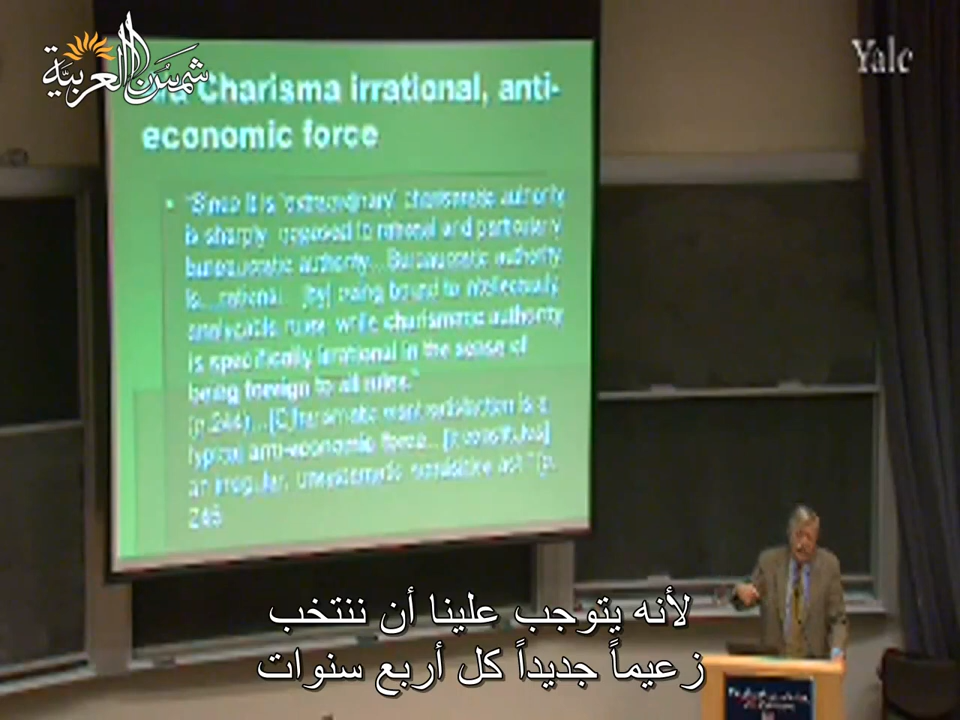 شمس العربية
Yale
Charisma irrational, anti-
economic force
"Since it is "extraordinary" charismatic authority
is sharply opposed to rational and particularly
bureaucratic authority... Bureaucratic authority
is... rational [by] being bound to intellectually
analyzable rules while charismatic authority
is specifically irrational in the sense of
being foreign to all rules."
(p.244)... [C]harismatic want satisfaction is a
typical anti-economic force... [it constitutes]
an irregular, unsystematic acquisitive act." (p.
245
لأنه يتوجب علينا أن ننتخب
زعيماً جديداً كل أربع سنوات